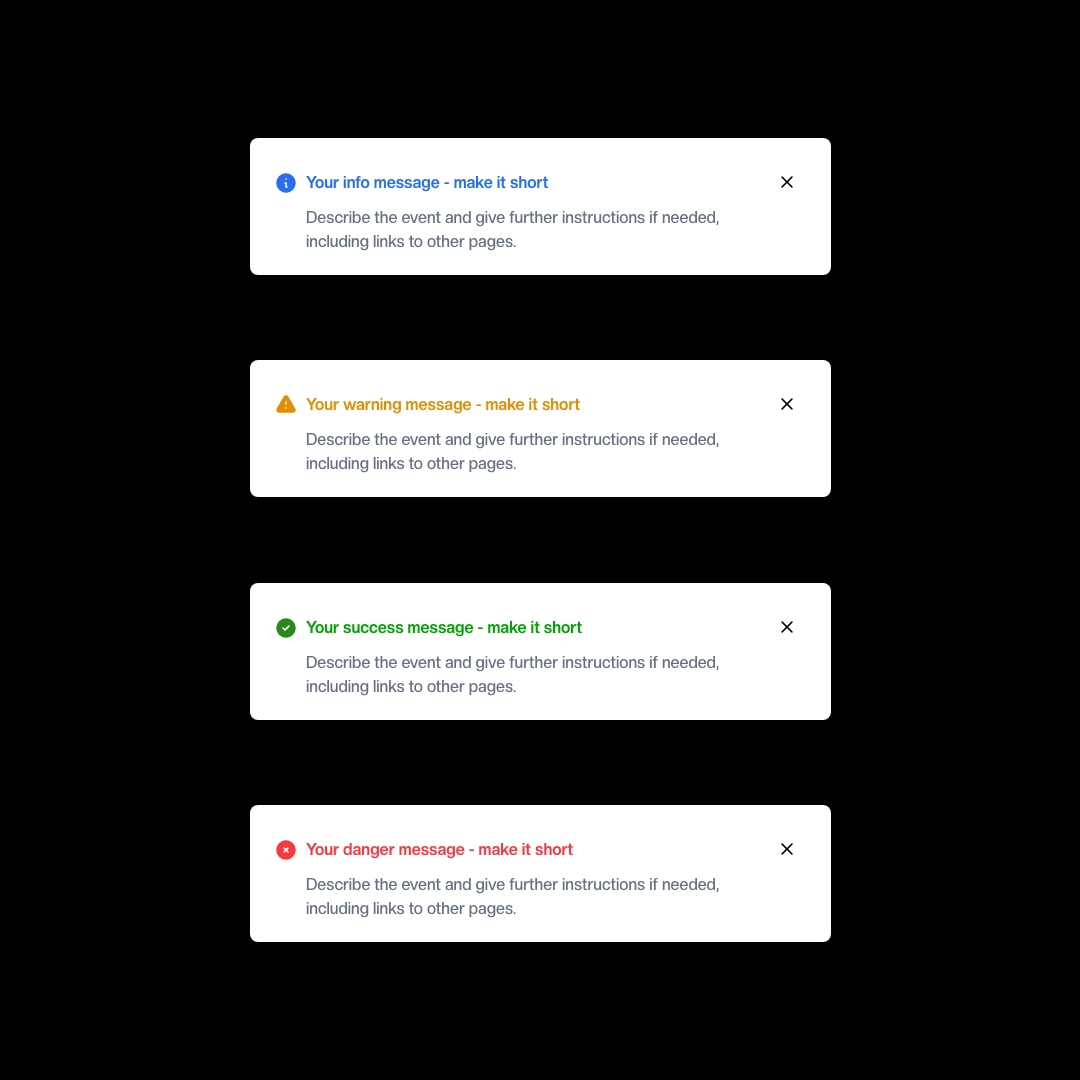 Your info message - make it short
Describe the event and give further instructions if needed,
including links to other pages.
Your warning message - make it short
Describe the event and give further instructions if needed,
including links to other pages.
Your success message - make it short
Describe the event and give further instructions if needed,
including links to other pages.
Your danger message - make it short
Describe the event and give further instructions if needed,
including links to other pages.